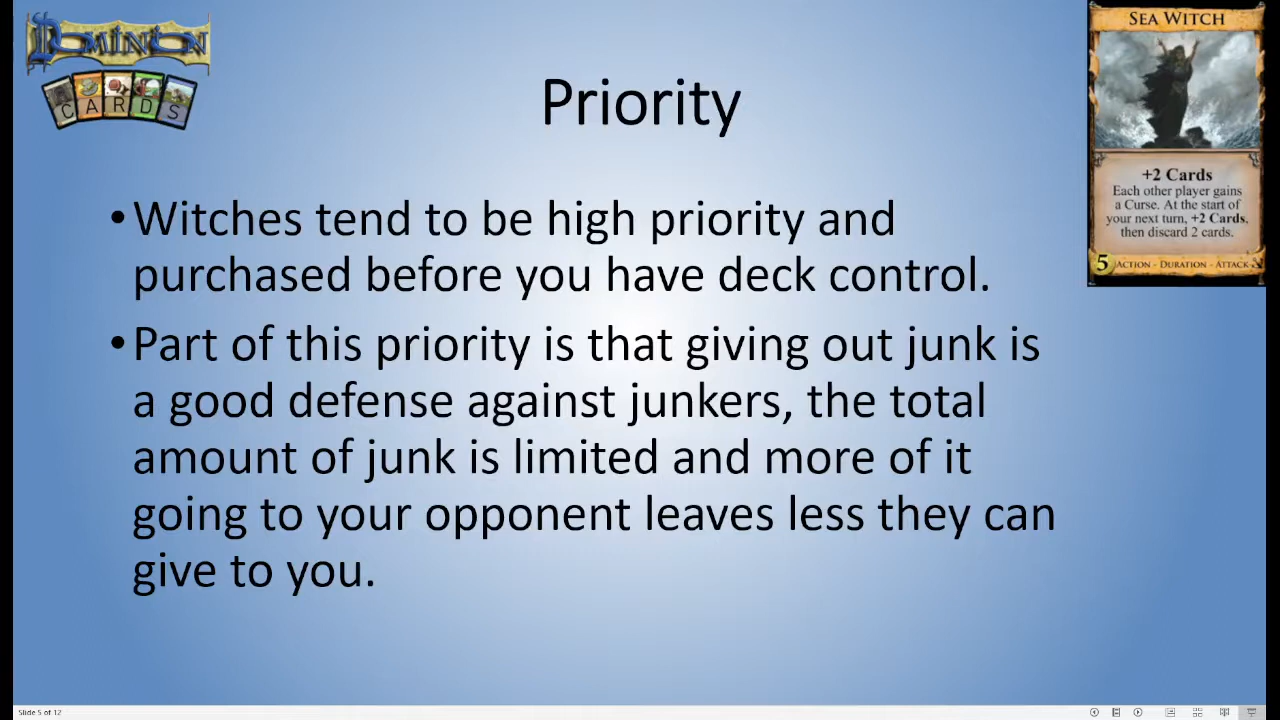 DOMINION
CARDS
Priority
•Witches tend to be high priority and
purchased before you have deck control.
•Part of this priority is that giving out junk is
a good defense against junkers, the total
amount of junk is limited and more of it
going to your opponent leaves less they can
give to you.
SEA WITCH
+2 Cards
Each other player gains
a Curse. At the start of
your next turn, +2 Cards,
then discard 2 cards.
5 ACTION - DURATION - ATTACK
Slide 5 of 12